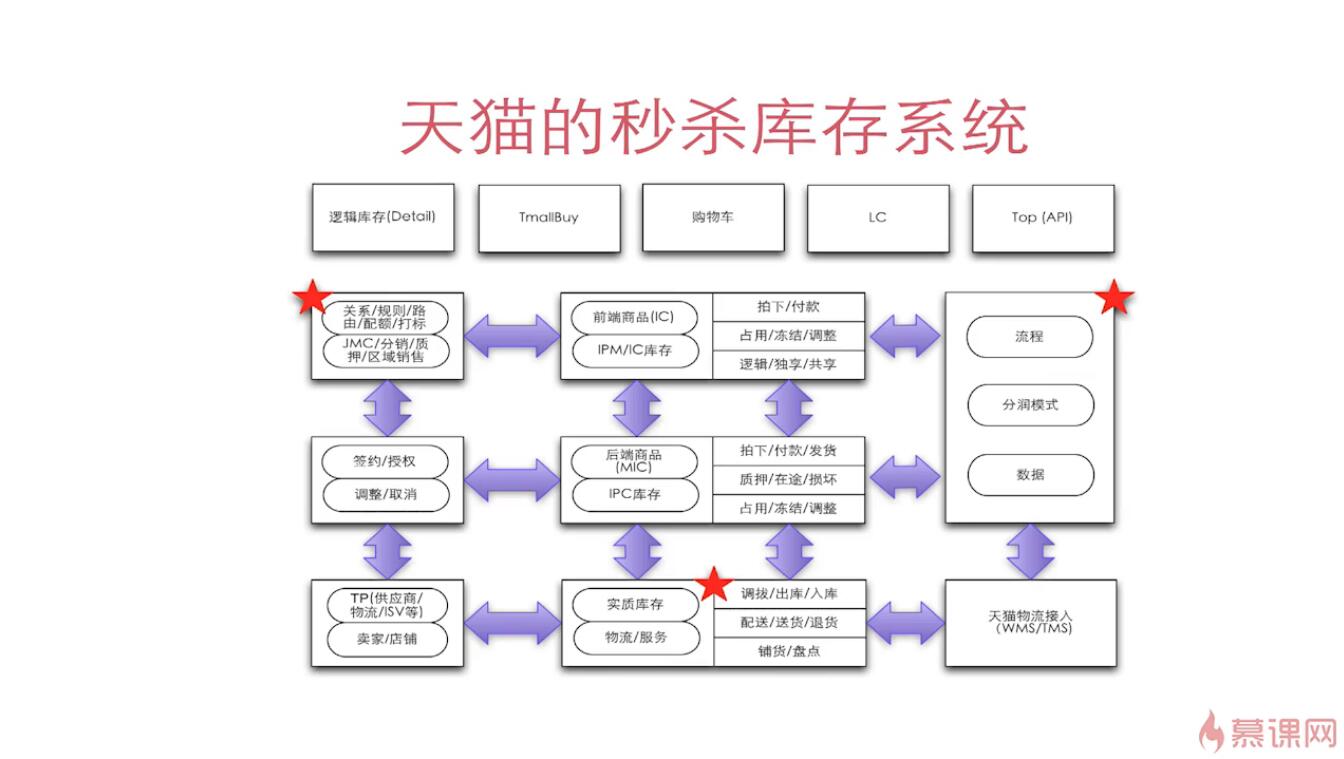 天猫的秒杀库存系统
逻辑库存(Detail)
TmallBuy
购物车
LC
Top (API)
关系/规则/路
由/配额/打标
JMC/分销/质
押/区域销售
前端商品(IC)
IPM/IC库存
拍下/付款
占用/冻结/调整
逻辑/独享/共享
流程
分润模式
数据
签约/授权
调整/取消
后端商品
(MIC)
IPC库存
拍下/付款/发货
质押/在途/损坏
占用/冻结/调整
TP(供应商/
物流/ISV等)
卖家/店铺
实质库存
物流/服务
调拨/出库/入库
配送/送货/退货
铺货/盘点
天猫物流接入
(WMS/TMS)
慕课网